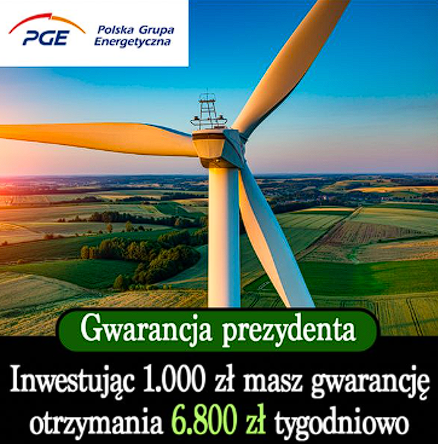 PGE
Polska Grupa
Energetyczna
Gwarancja prezydenta
Inwestując 1.000 zł masz gwarancję
otrzymania 6.800 zł tygodniowo